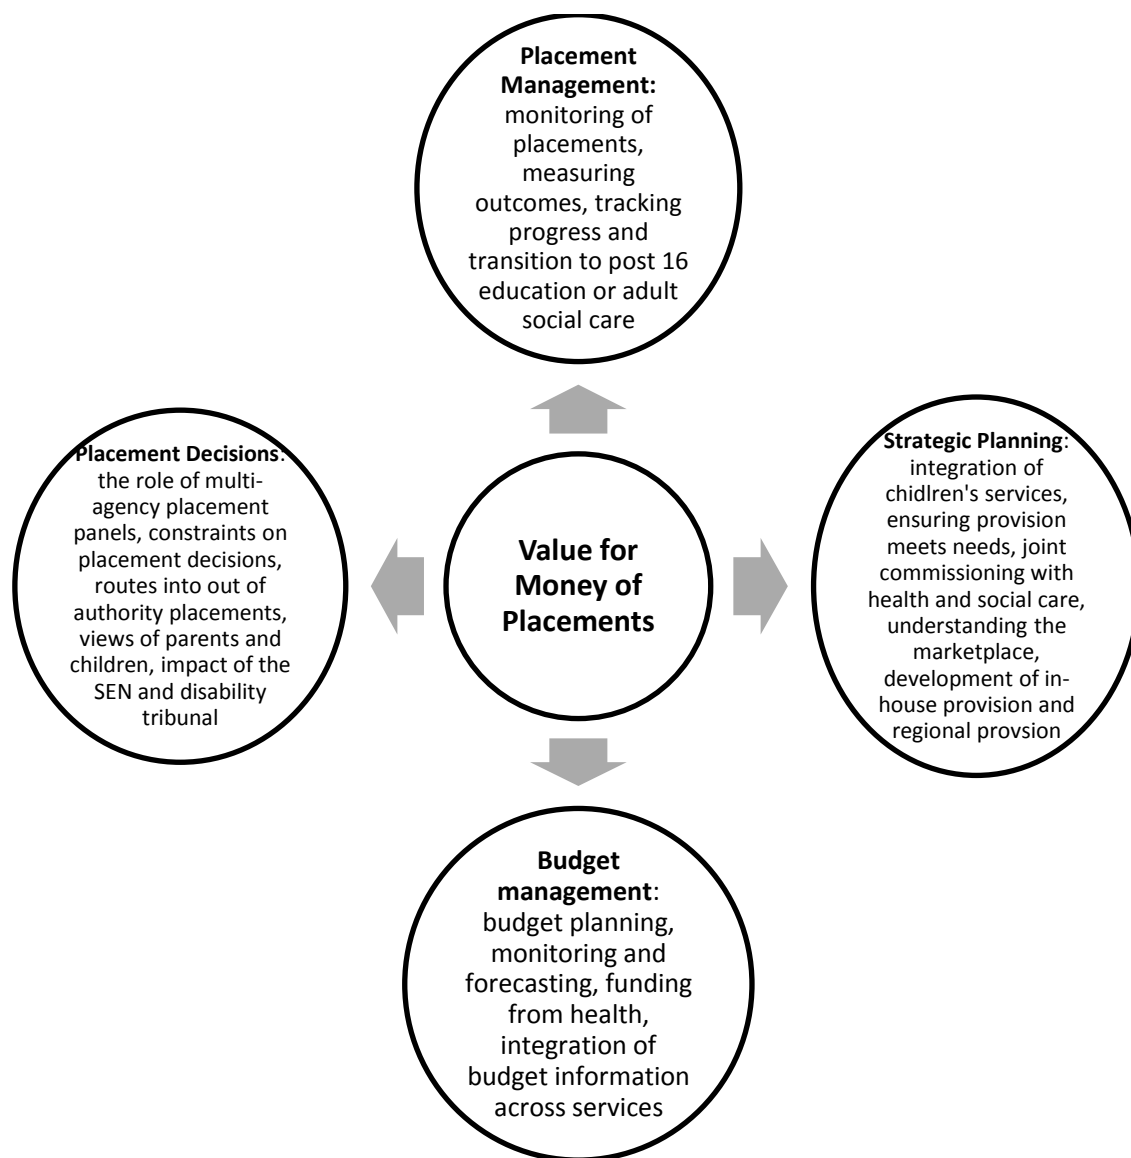 Placement
Management:
monitoring of
placements,
measuring
outcomes, tracking
progress and
transition to post 16
education or adult
social care
Placement Decisions:
the role of multi-
agency placement
panels, constraints on
placement decisions,
routes into out of
authority placements,
views of parents and
children, impact of the
SEN and disability
tribunal
Value for
Money of
Placements
Strategic Planning:
integration of
chidlren's services,
ensuring provision
meets needs, joint
commissioning with
health and social care,
understanding the
marketplace,
development of in-
house provision and
regional provsion
Budget
management:
budget planning,
monitoring and
forecasting, funding
from health,
integration of
budget information
across services